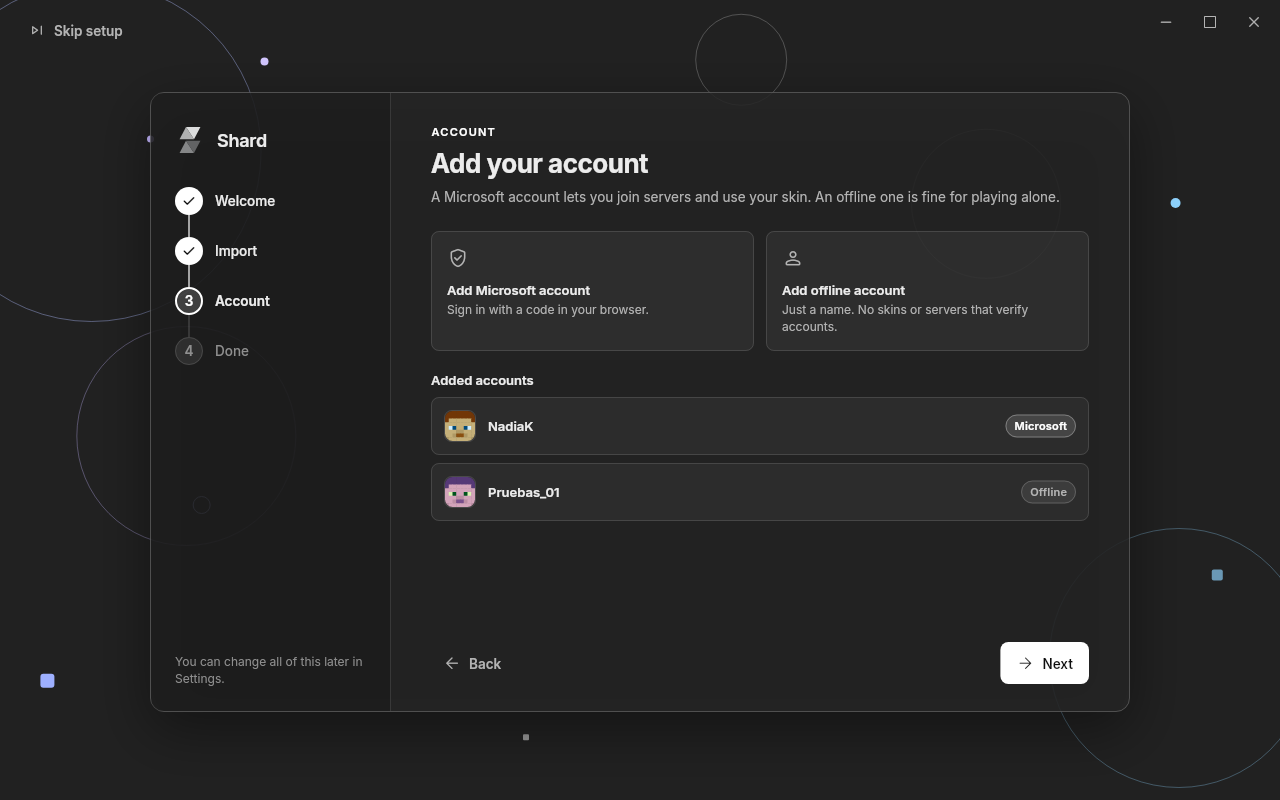 Skip setup
Shard
Welcome
Import
3 Account
4 Done
You can change all of this later in
Settings.
ACCOUNT
Add your account
A Microsoft account lets you join servers and use your skin. An offline one is fine for playing alone.
Add Microsoft account
Sign in with a code in your browser.
Add offline account
Just a name. No skins or servers that verify
accounts.
Added accounts
NadiaK
Microsoft
Pruebas_01
Offline
Back
Next